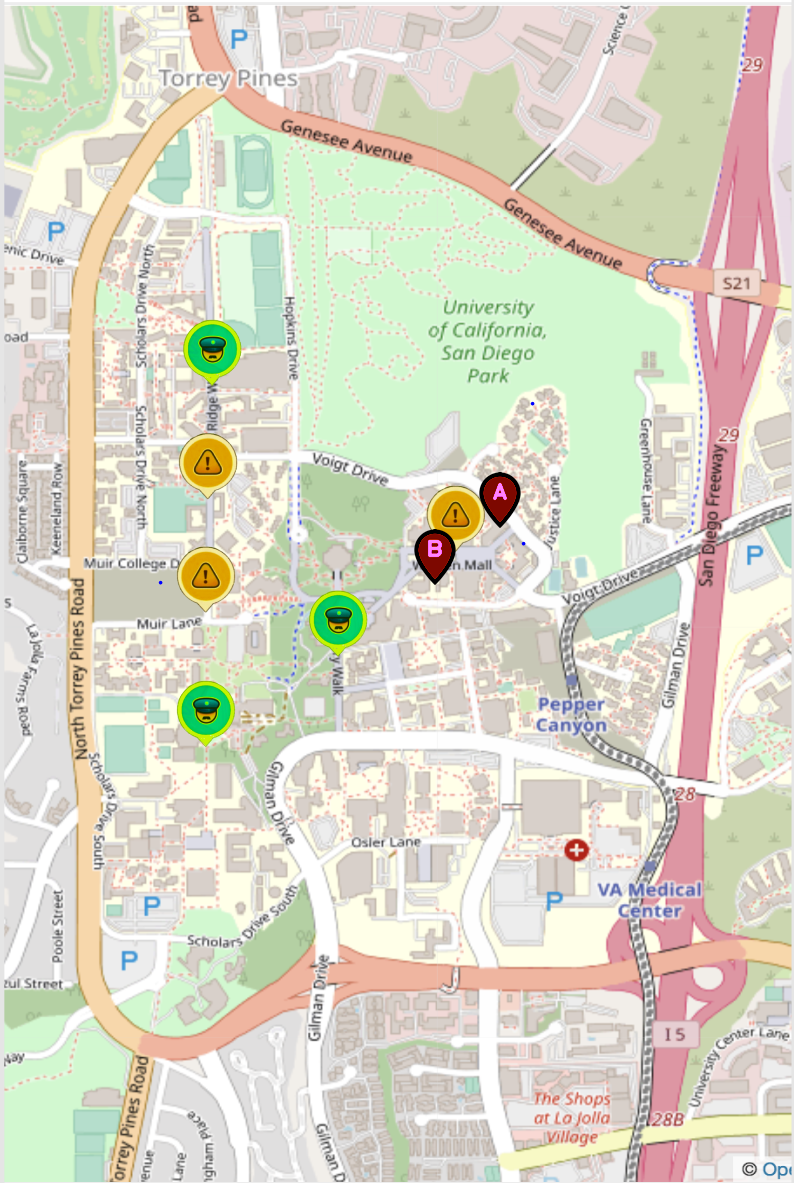 ad
P
Science C
29
Torrey Pines
Genesee Avenue
Genesee Avenue
P
enic Drive
S21
Scholars Drive North
Hopkins Drive
University
of California,
San Diego
Park
oad
Ridge W
29
Scholars Drive North
Voigt Drive
Greenhouse Lane
San Diego Freeway
Claiborne Square
Keeneland Row
A
Justice Lane
B
P
Muir College D
W
en Mall
Voigt Drive
s
Muir Lane
La Jolla Farms Road
North Torrey Pines Road
y Walk
Gilman Drive
Pepper
Canyon
Scholars Drive South
Gilman Drive
28
Osler Lane
P
P
VA Medical
Center
Poole Street
Scholars Drive South
P
zul Street
Gilman Drive
I 5
University Center Lane
Way
Torrey Pines Road
The Shops
at La Jolla
Village
28B
Gilman D
ngham Place
Lane
venue
© Ope